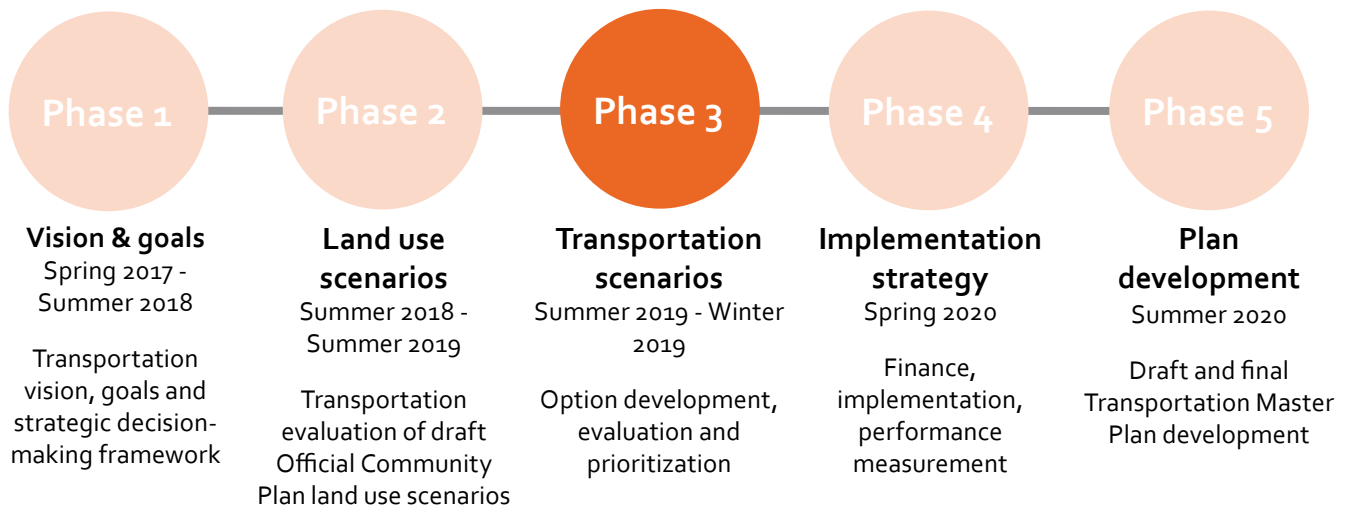 Phase 1
Vision & goals
Spring 2017 -
Summer 2018
Transportation
vision, goals and
strategic decision-
making framework
Phase 2
Land use
scenarios
Summer 2018 -
Summer 2019
Transportation
evaluation of draft
Official Community
Plan land use scenarios
Phase 3
Transportation
scenarios
Summer 2019 - Winter
2019
Option development,
evaluation and
prioritization
Phase 4
Implementation
strategy
Spring 2020
Finance,
implementation,
performance
measurement
Phase 5
Plan
development
Summer 2020
Draft and final
Transportation Master
Plan development